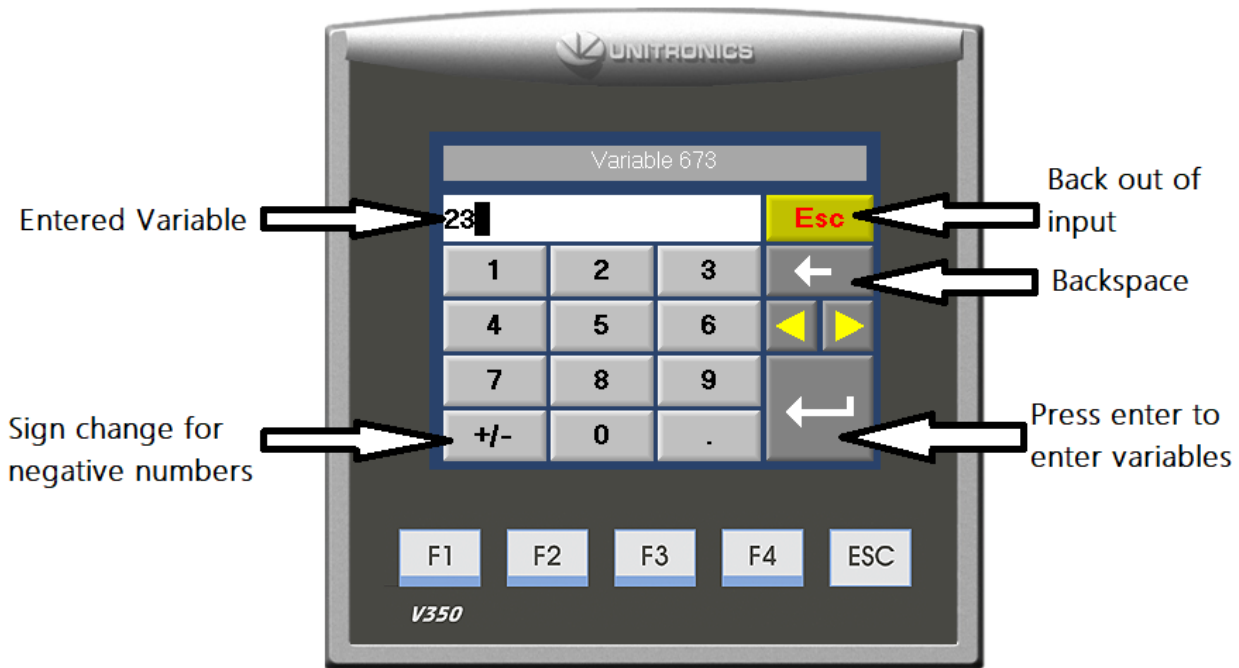 UNITRONICS
Variable 673
Entered Variable
23
Esc
Back out of
input
1 2 3
Backspace
4 5 6
7 8 9
Sign change for
negative numbers
+/- 0 .
Press enter to
enter variables
F1 F2 F3 F4 ESC
V350